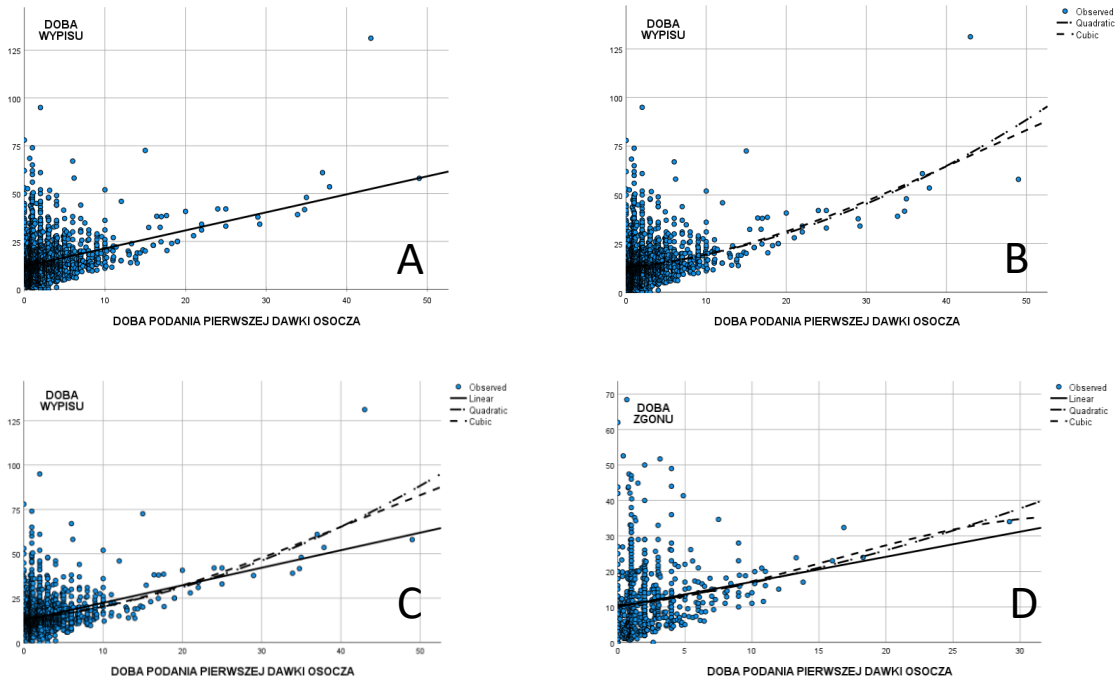 DOBA
WYPISU
125
100
75
50
25
0
0 10 20 30 40 50
A
DOBA PODANIA PIERWSZEJ DAWKI OSOCZA
DOBA
WYPISU
Observed
Quadratic
Cubic
125
100
75
50
25
0
0 10 20 30 40 50
B
DOBA PODANIA PIERWSZEJ DAWKI OSOCZA
DOBA
WYPISU
Observed
Linear
Quadratic
Cubic
125
100
75
50
25
0
0 10 20 30 40 50
C
DOBA PODANIA PIERWSZEJ DAWKI OSOCZA
DOBA
ZGONU
Observed
Linear
Quadratic
Cubic
70
60
50
40
30
20
10
0
0 5 10 15 20 25 30
D
DOBA PODANIA PIERWSZEJ DAWKI OSOCZA